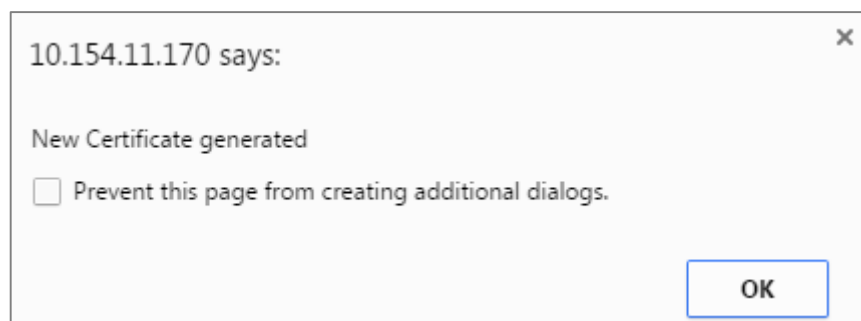 10.154.11.170 says:
New Certificate generated
Prevent this page from creating additional dialogs.
OK